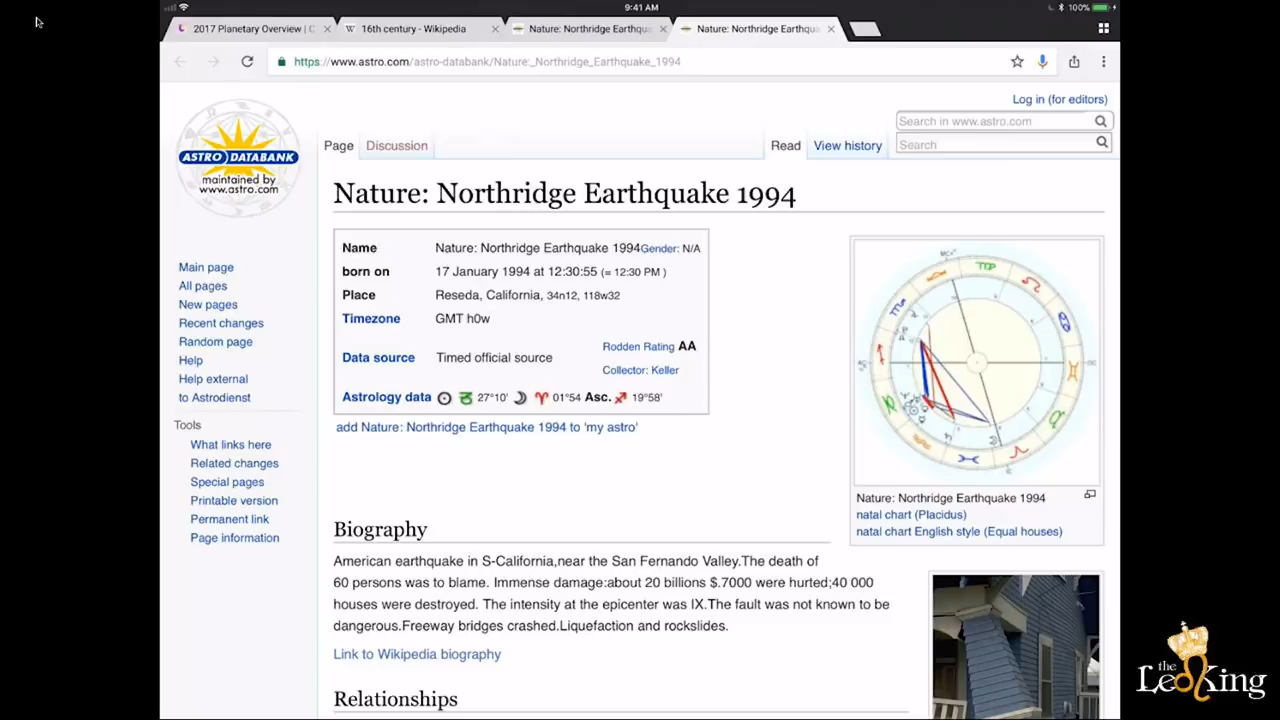 9:41 AM
100%
2017 Planetary Overview | C
16th century - Wikipedia
Nature: Northridge Earthqu
Nature: Northridge Earthqu
https://www.astro.com/astro-databank/Nature:_Northridge_Earthquake_1994
Log in (for editors)
Search in www.astro.com
Search
ASTRO DATABANK
maintained by
www.astro.com
Page
Discussion
Read
View history
Nature: Northridge Earthquake 1994
Name Nature: Northridge Earthquake 1994Gender: N/A
born on 17 January 1994 at 12:30:55 (= 12:30 PM )
Place Reseda, California, 34n12, 118w32
Timezone GMT h0w
Data source Timed official source
Rodden Rating AA
Collector: Keller
Astrology data ☉ ♑ 27°10' ☽ ♈ 01°54 Asc. ♐ 19°58'
add Nature: Northridge Earthquake 1994 to 'my astro'
Main page
All pages
New pages
Recent changes
Random page
Help
Help external
to Astrodienst
Tools
What links here
Related changes
Special pages
Printable version
Permanent link
Page information
Nature: Northridge Earthquake 1994
natal chart (Placidus)
natal chart English style (Equal houses)
Biography
American earthquake in S-California,near the San Fernando Valley.The death of
60 persons was to blame. Immense damage:about 20 billions $.7000 were hurted;40 000
houses were destroyed. The intensity at the epicenter was IX.The fault was not known to be
dangerous.Freeway bridges crashed.Liquefaction and rockslides.
Link to Wikipedia biography
Relationships
the
Leo King